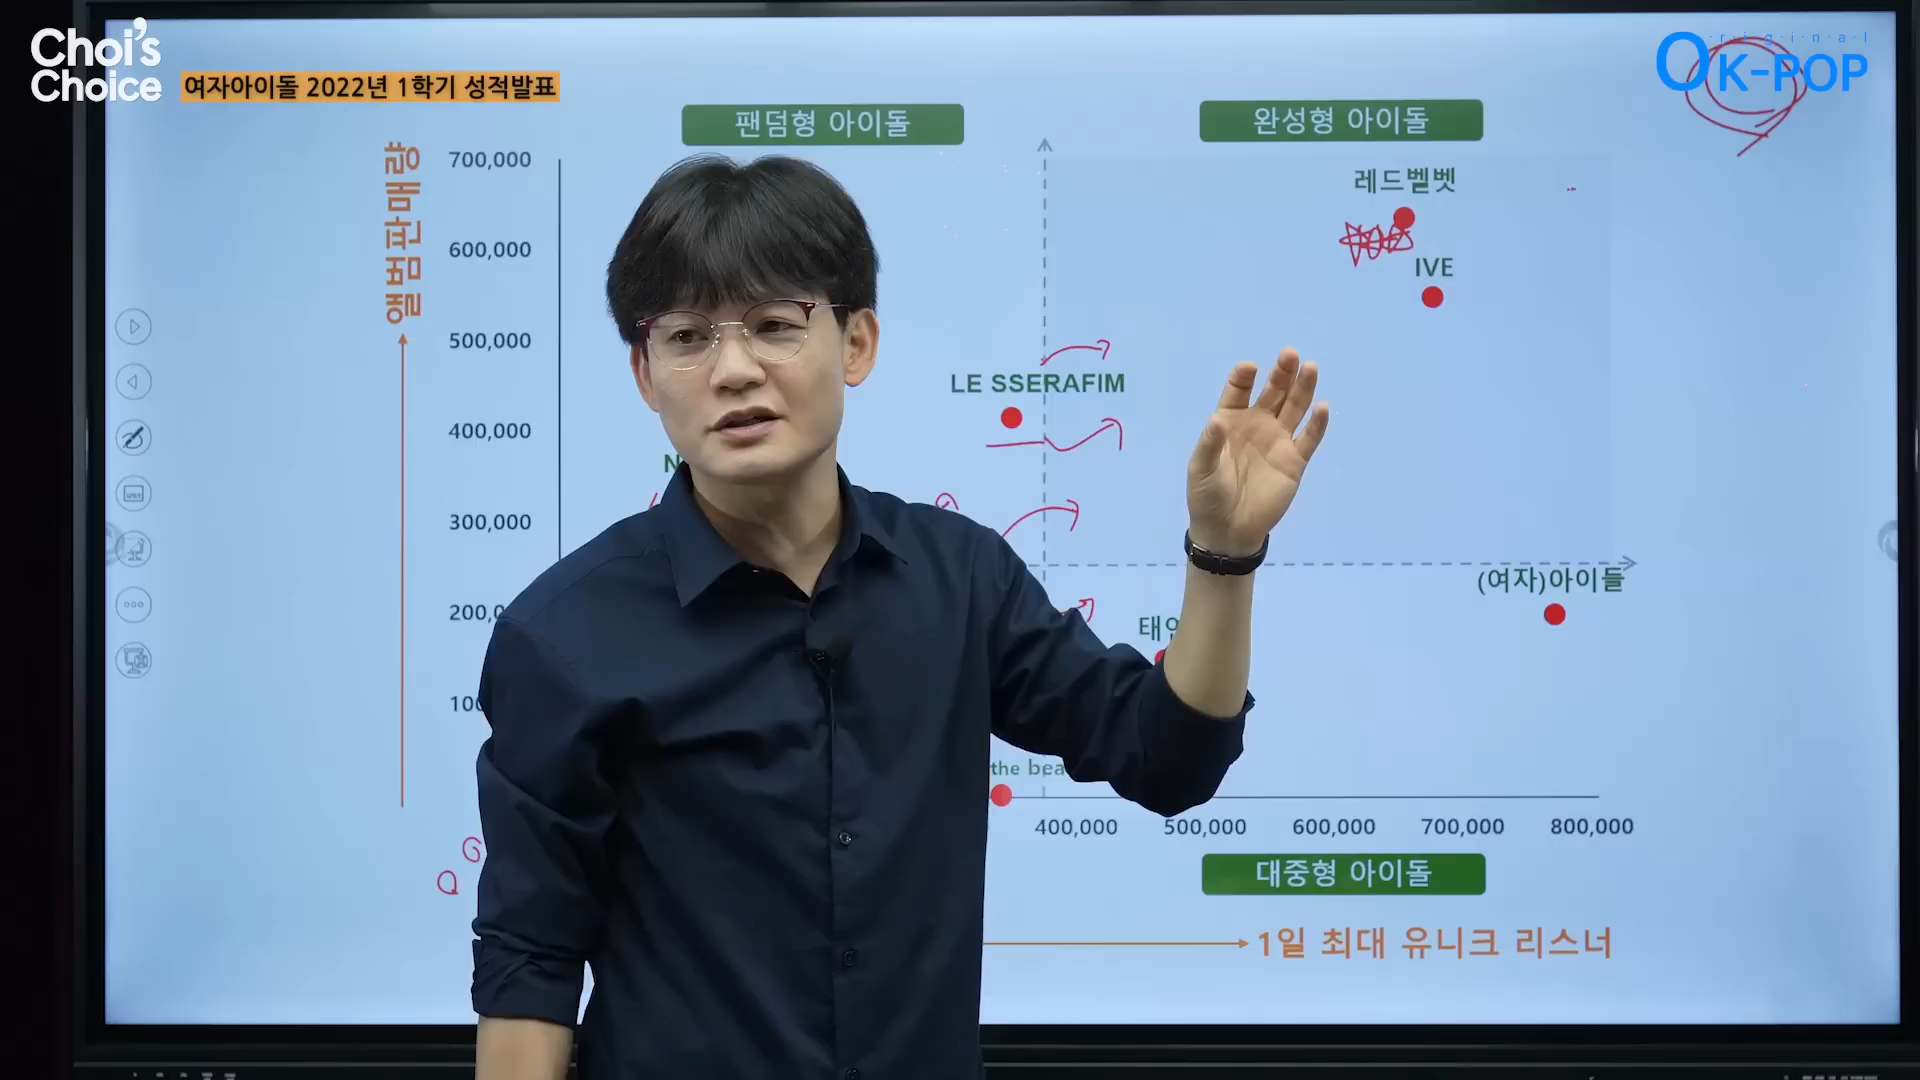 Choi's
Choice
여자아이돌 2022년 1학기 성적발표
Original
K-POP
팬덤형 아이돌
완성형 아이돌
앨범판매량
700,000
600,000
500,000
400,000
300,000
레드벨벳
IVE
LE SSERAFIM
(여자)아이들
the
400,000
500,000
600,000
700,000
800,000
대중형 아이돌
1일 최대 유니크 리스너